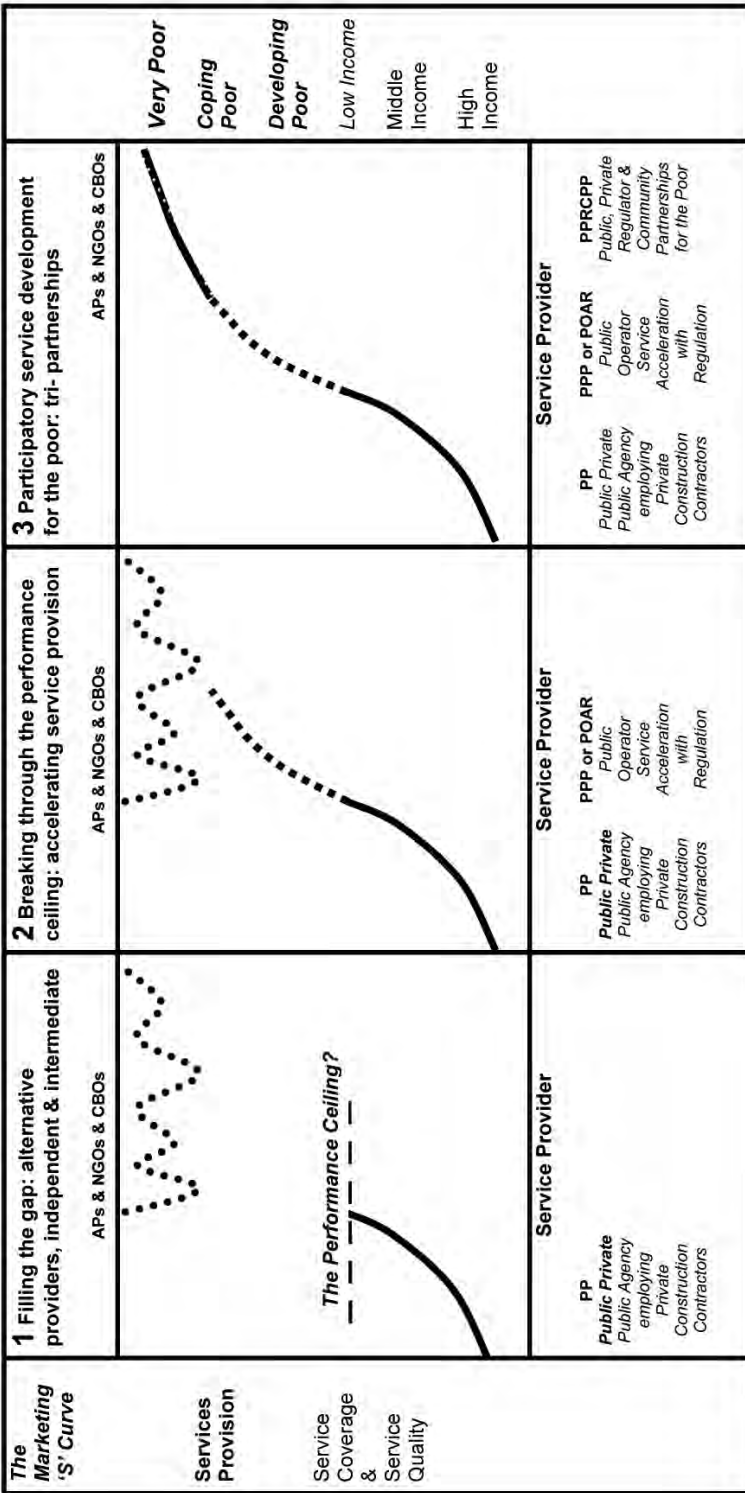 The
Marketing
'S' Curve
Services
Provision
Service
Coverage
&
Service
Quality
1 Filling the gap: alternative
providers, independent & intermediate
APs & NGOs & CBOs
The Performance Ceiling?
Service Provider
PP
Public Private
Public Agency
employing
Private
Construction
Contractors
2 Breaking through the performance
ceiling: accelerating service provision
APs & NGOs & CBOs
Service Provider
PP
Public Private
Public Agency
employing
Private
Construction
Contractors
PPP or POAR
Public
Operator
Service
Acceleration
with
Regulation
3 Participatory service development
for the poor: tri- partnerships
APs & NGOs & CBOs
Service Provider
PP
Public Private
Public Agency
employing
Private
Construction
Contractors
PPP or POAR
Public
Operator
Service
Acceleration
with
Regulation
PPRCPP
Public, Private
Regulator &
Community
Partnerships
for the Poor
Very Poor
Coping
Poor
Developing
Poor
Low Income
Middle
Income
High
Income